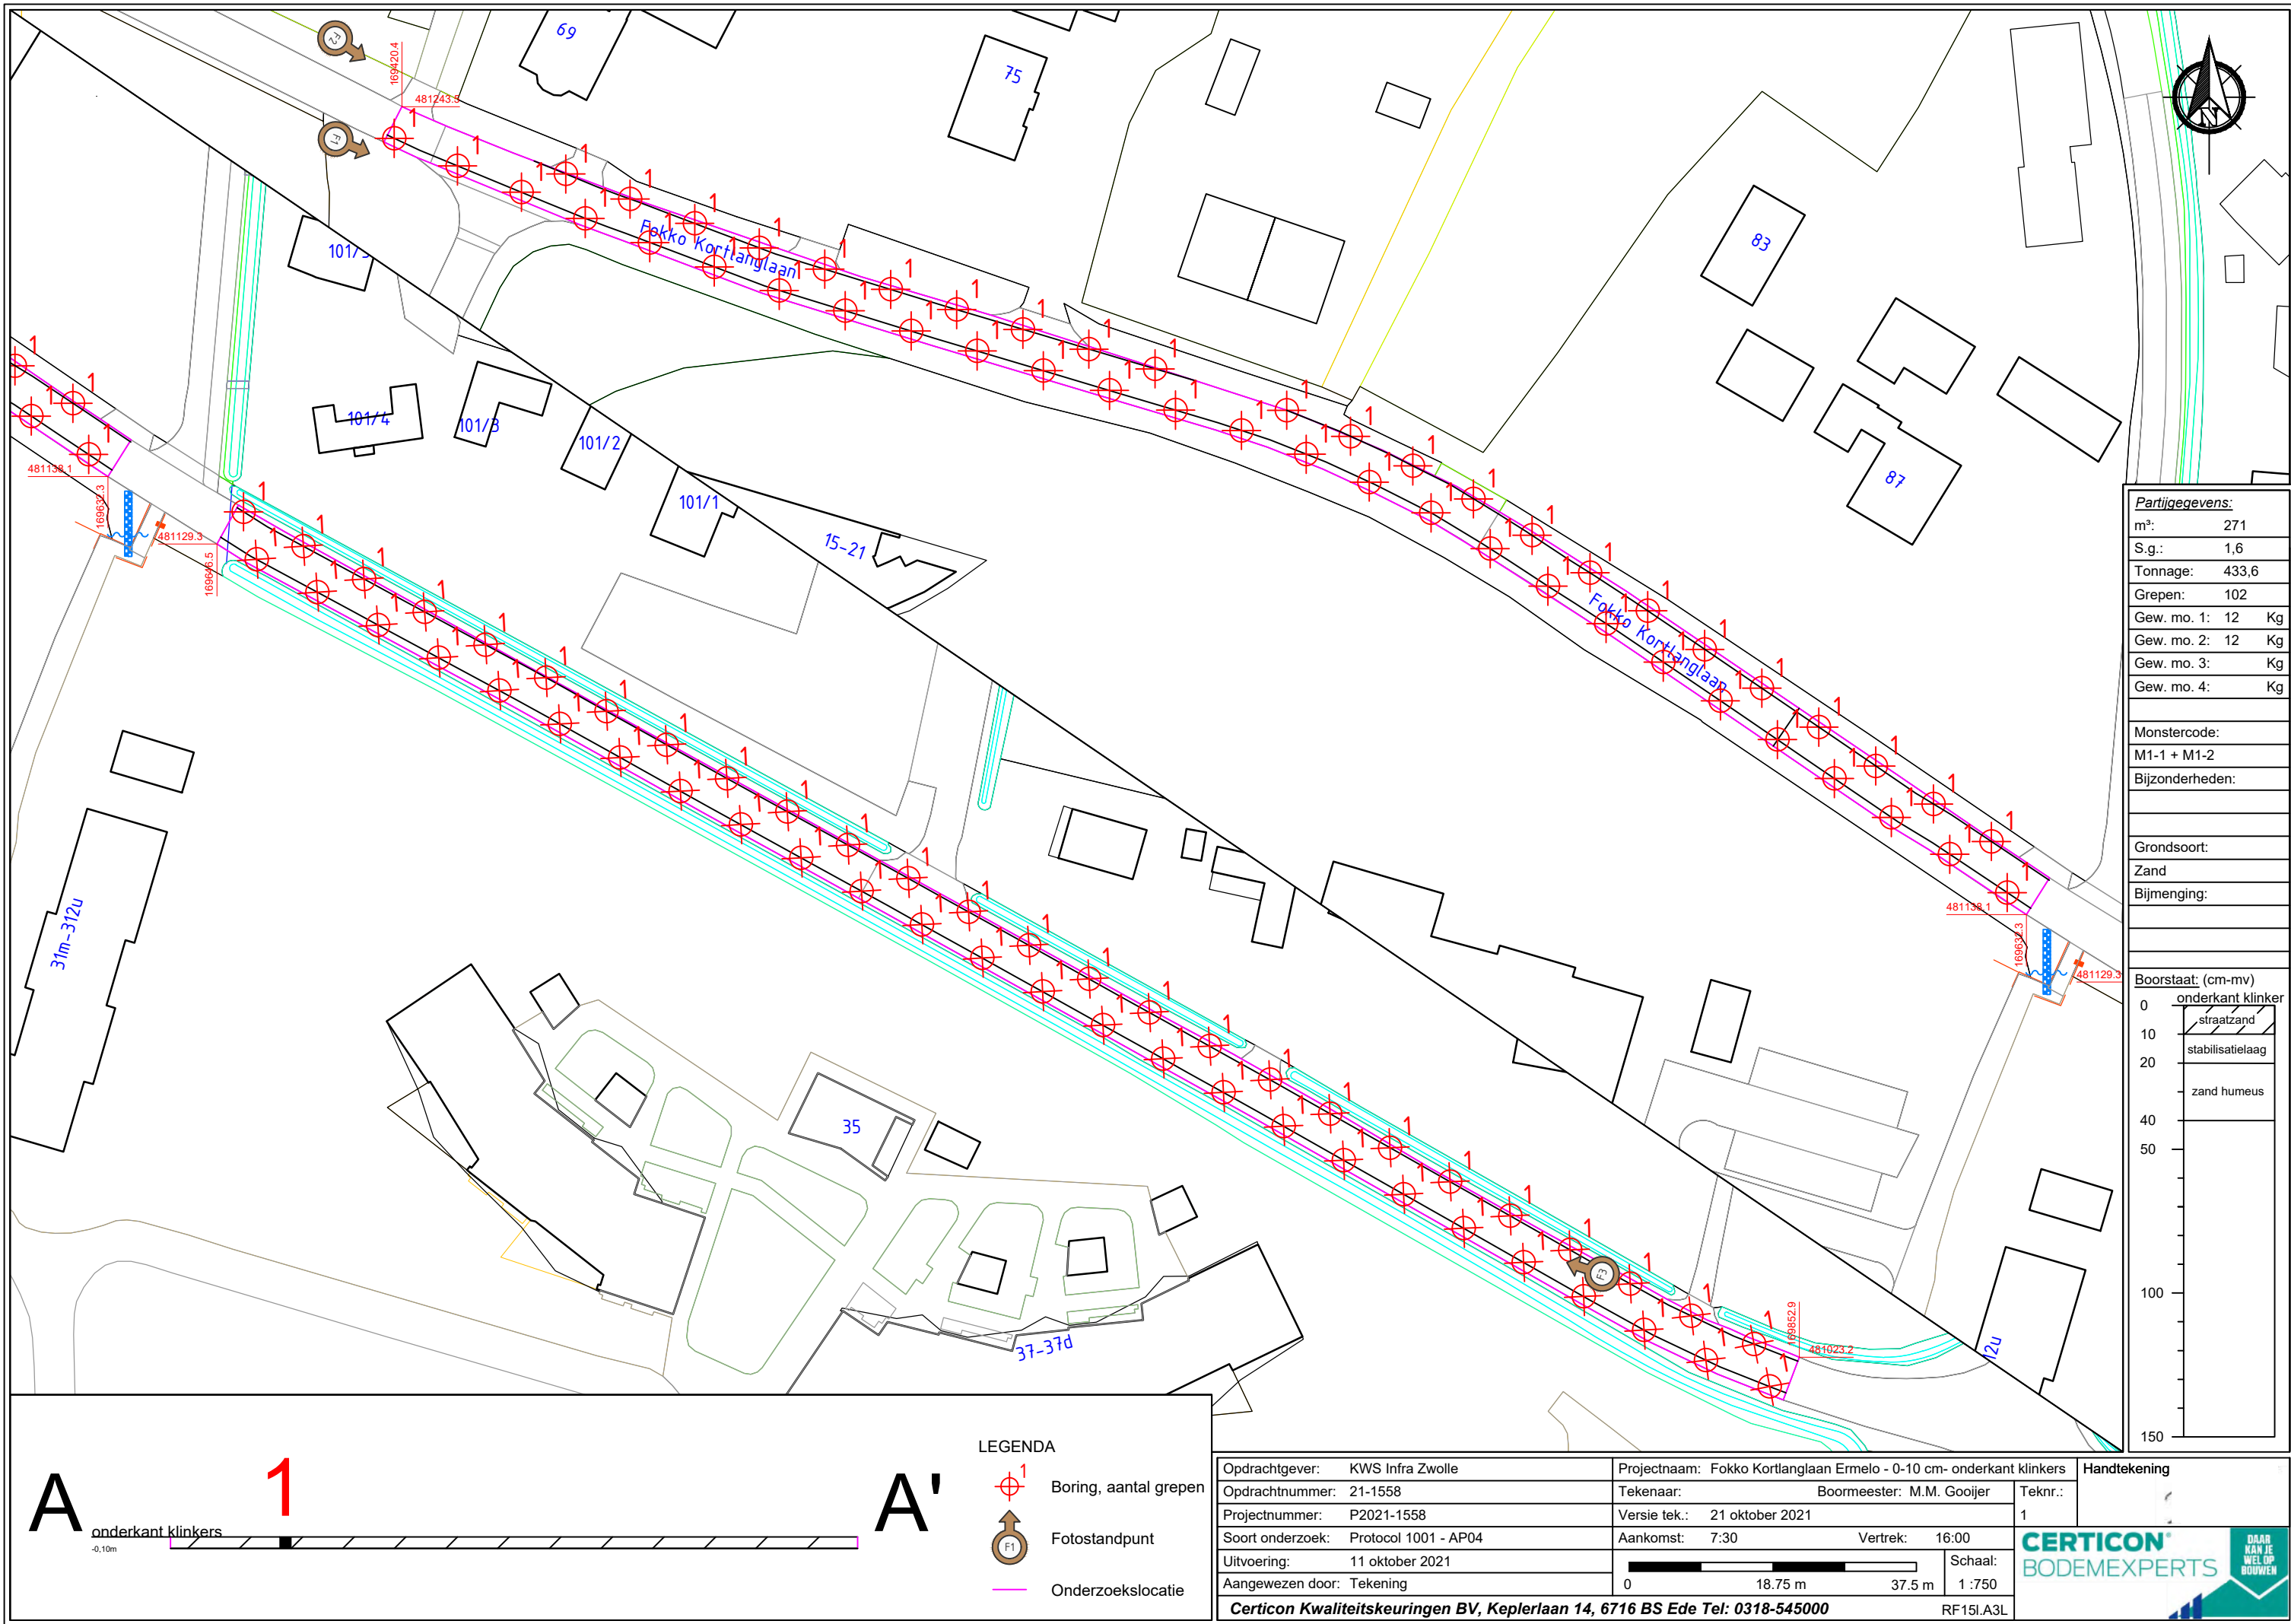 F2
169420.4
481243.5
F1
69
75
83
87
101/4
101/3
101/2
101/1
15-21
Fokko Kortlanglaan
Fokko Kortlanglaan
481138.1
169632.3
481129.3
169646.5
481138.1
169632.3
481129.3
31m-312u
35
37-37d
F3
169852.9
481023.2
12u
N
Partijgegevens:
m³: 271
S.g.: 1,6
Tonnage: 433,6
Grepen: 102
Gew. mo. 1: 12 Kg
Gew. mo. 2: 12 Kg
Gew. mo. 3: Kg
Gew. mo. 4: Kg
Monstercode:
M1-1 + M1-2
Bijzonderheden:
Grondsoort:
Zand
Bijmenging:
Boorstaat: (cm-mv)
onderkant klinker
0
straatzand
10
stabilisatielaag
20
zand humeus
40
50
100
150
A 1 A'
onderkant klinkers
-0,10m
LEGENDA
1 Boring, aantal grepen
F1 Fotostandpunt
Onderzoekslocatie
Opdrachtgever: KWS Infra Zwolle
Opdrachtnummer: 21-1558
Projectnummer: P2021-1558
Soort onderzoek: Protocol 1001 - AP04
Uitvoering: 11 oktober 2021
Aangewezen door: Tekening
Projectnaam: Fokko Kortlanglaan Ermelo - 0-10 cm- onderkant klinkers
Tekenaar: Boormeester: M.M. Gooijer
Teknr.:
1
Versie tek.: 21 oktober 2021
Aankomst: 7:30 Vertrek: 16:00
0 18.75 m 37.5 m
Schaal:
1 :750
Certicon Kwaliteitskeuringen BV, Keplerlaan 14, 6716 BS Ede Tel: 0318-545000
RF15I.A3L
Handtekening
CERTICON
BODEMEXPERTS
DAAR
KAN JE
WEL OP
BOUWEN